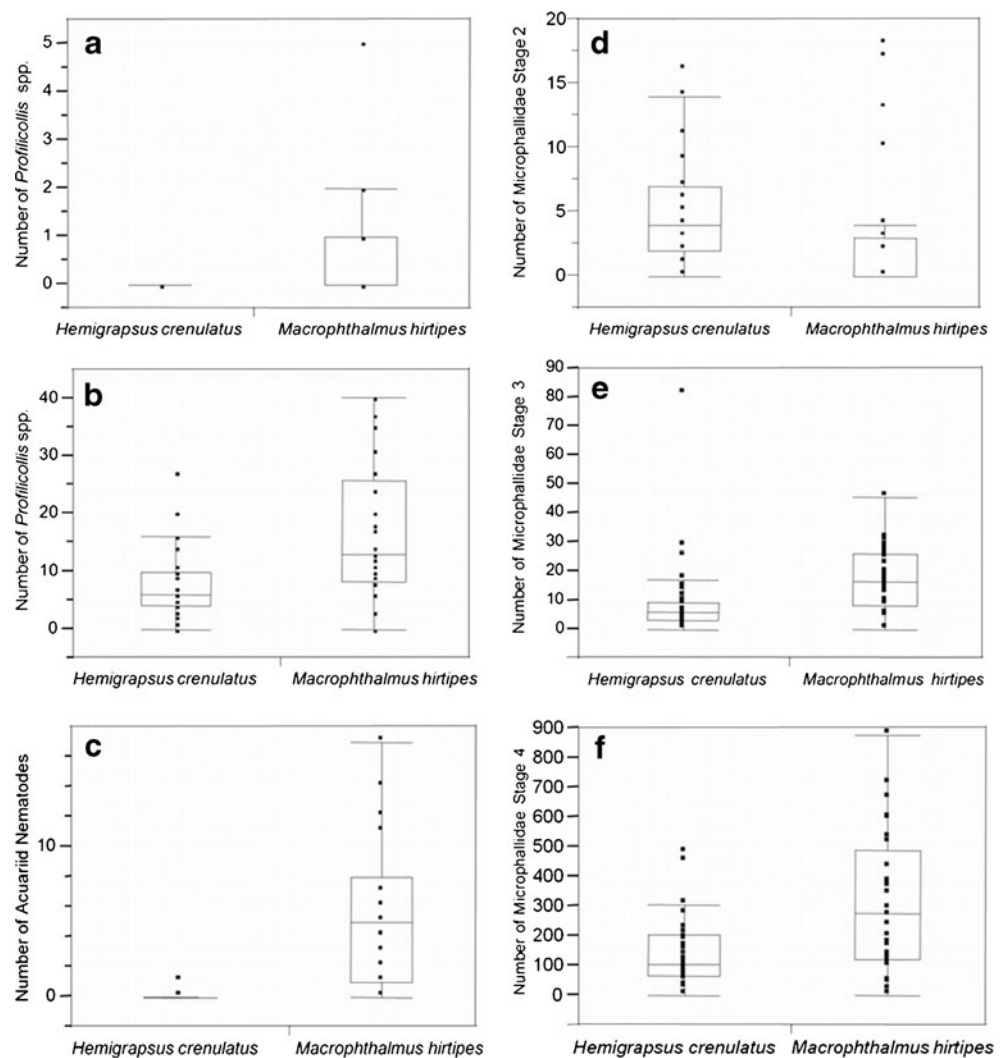 a
Number of Profilicollis spp.
5
4
3
2
1
0
Hemigrapsus crenulatus
Macrophthalmus hirtipes
d
Number of Microphallidae Stage 2
20
15
10
5
0
Hemigrapsus crenulatus
Macrophthalmus hirtipes
b
Number of Profilicollis spp.
40
30
20
10
0
Hemigrapsus crenulatus
Macrophthalmus hirtipes
e
Number of Microphallidae Stage 3
90
80
70
60
50
40
30
20
10
0
Hemigrapsus crenulatus
Macrophthalmus hirtipes
c
Number of Acuariid Nematodes
10
0
Hemigrapsus crenulatus
Macrophthalmus hirtipes
f
Number of Microphallidae Stage 4
900
800
700
600
500
400
300
200
100
0
Hemigrapsus crenulatus
Macrophthalmus hirtipes